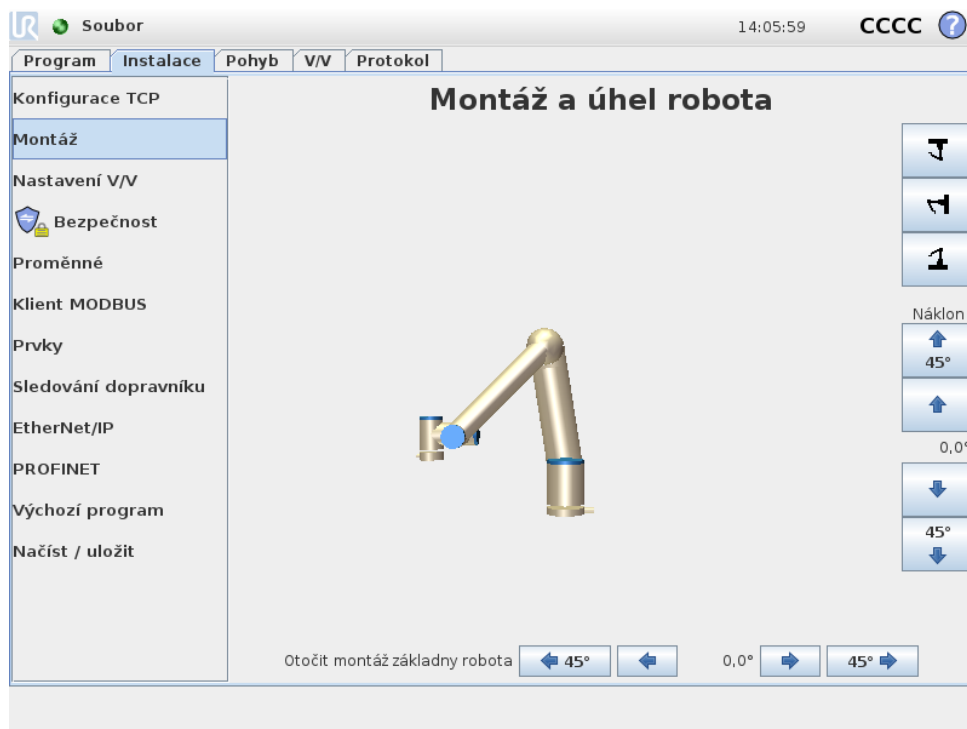 UR Soubor 14:05:59 CCCC ?
Program Instalace Pohyb V/V Protokol
Konfigurace TCP
Montáž
Nastavení V/V
Bezpečnost
Proměnné
Klient MODBUS
Prvky
Sledování dopravníku
EtherNet/IP
PROFINET
Výchozí program
Načíst / uložit
Montáž a úhel robota
Náklon
45°
0,0°
45°
Otočit montáž základny robota 45° 0,0° 45°